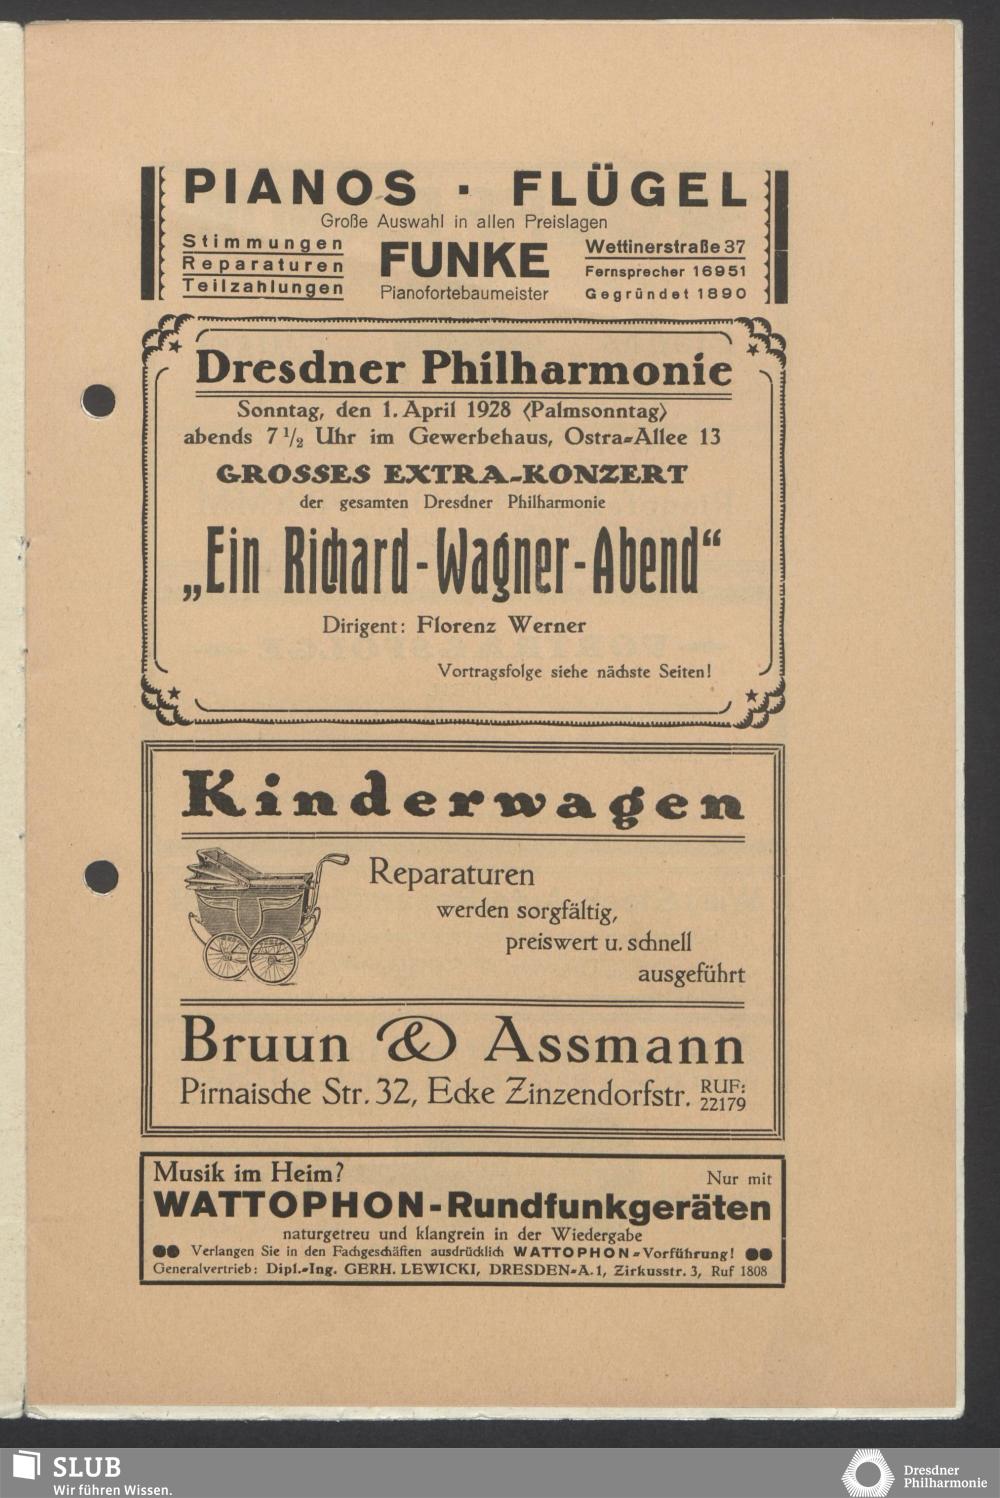 PIANOS · FLÜGEL
Große Auswahl in allen Preislagen
Stimmungen
Reparaturen
Teilzahlungen
FUNKE
Pianofortebaumeister
Wettinerstraße 37
Fernsprecher 16951
Gegründet 1890
Dresdner Philharmonie
Sonntag, den 1. April 1928 (Palmsonntag)
abends 7 1/2 Uhr im Gewerbehaus, Ostra-Allee 13
GROSSES EXTRA-KONZERT
der gesamten Dresdner Philharmonie
„Ein Richard-Wagner-Abend“
Dirigent: Florenz Werner
Vortragsfolge siehe nächste Seiten!
Kinderwagen
Reparaturen
werden sorgfältig,
preiswert u. schnell
ausgeführt
Bruun & Assmann
Pirnaische Str. 32, Ecke Zinzendorfstr. RUF: 22179
Musik im Heim? Nur mit
WATTOPHON-Rundfunkgeräten
naturgetreu und klangrein in der Wiedergabe
Verlangen Sie in den Fachgeschäften ausdrücklich WATTOPHON-Vorführung!
Generalvertrieb: Dipl.-Ing. GERH. LEWICKI, DRESDEN-A. 1, Zirkusstr. 3, Ruf 1808
SLUB
Wir führen Wissen.
Dresdner
Philharmonie